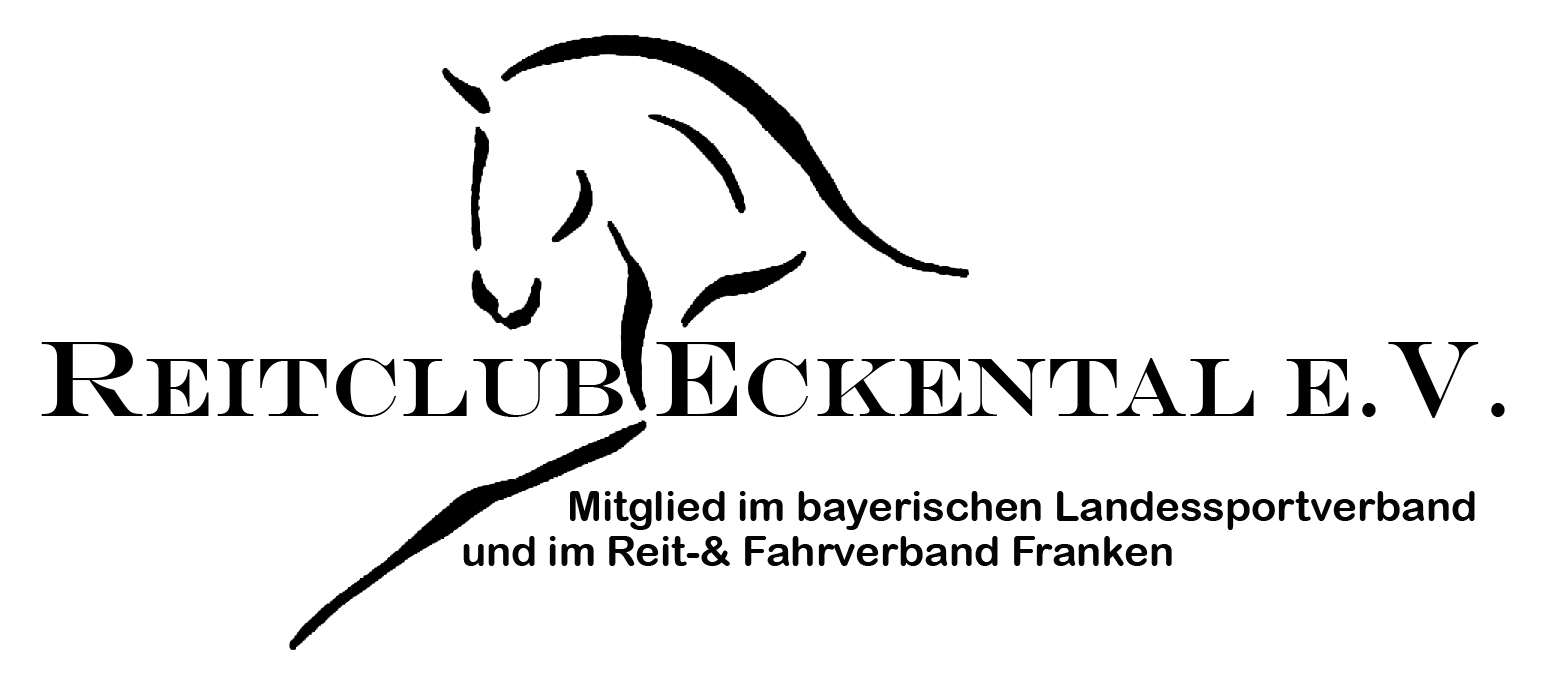 REITCLUB ECKENTAL E.V.
Mitglied im bayerischen Landessportverband
und im Reit-& Fahrverband Franken